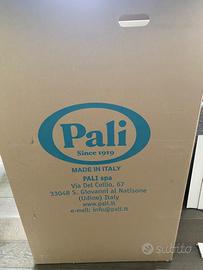 Pali
Since 1919
MADE IN ITALY
PALI spa
Via Del Collio, 67
33048 S. Giovanni al Natisone
(Udine) Italy
www.pali.it
e-meil: info@pali.it
subito